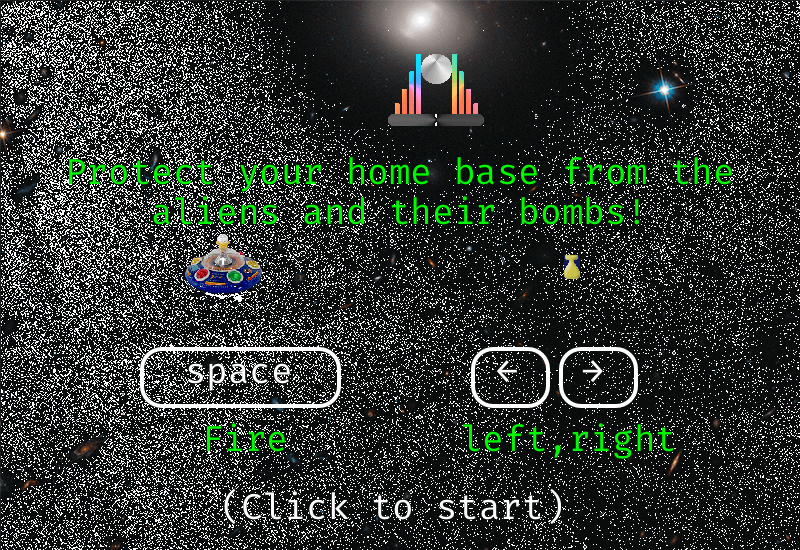 Protect your home base from the
aliens and their bombs!
space ← →
Fire left,right
(Click to start)